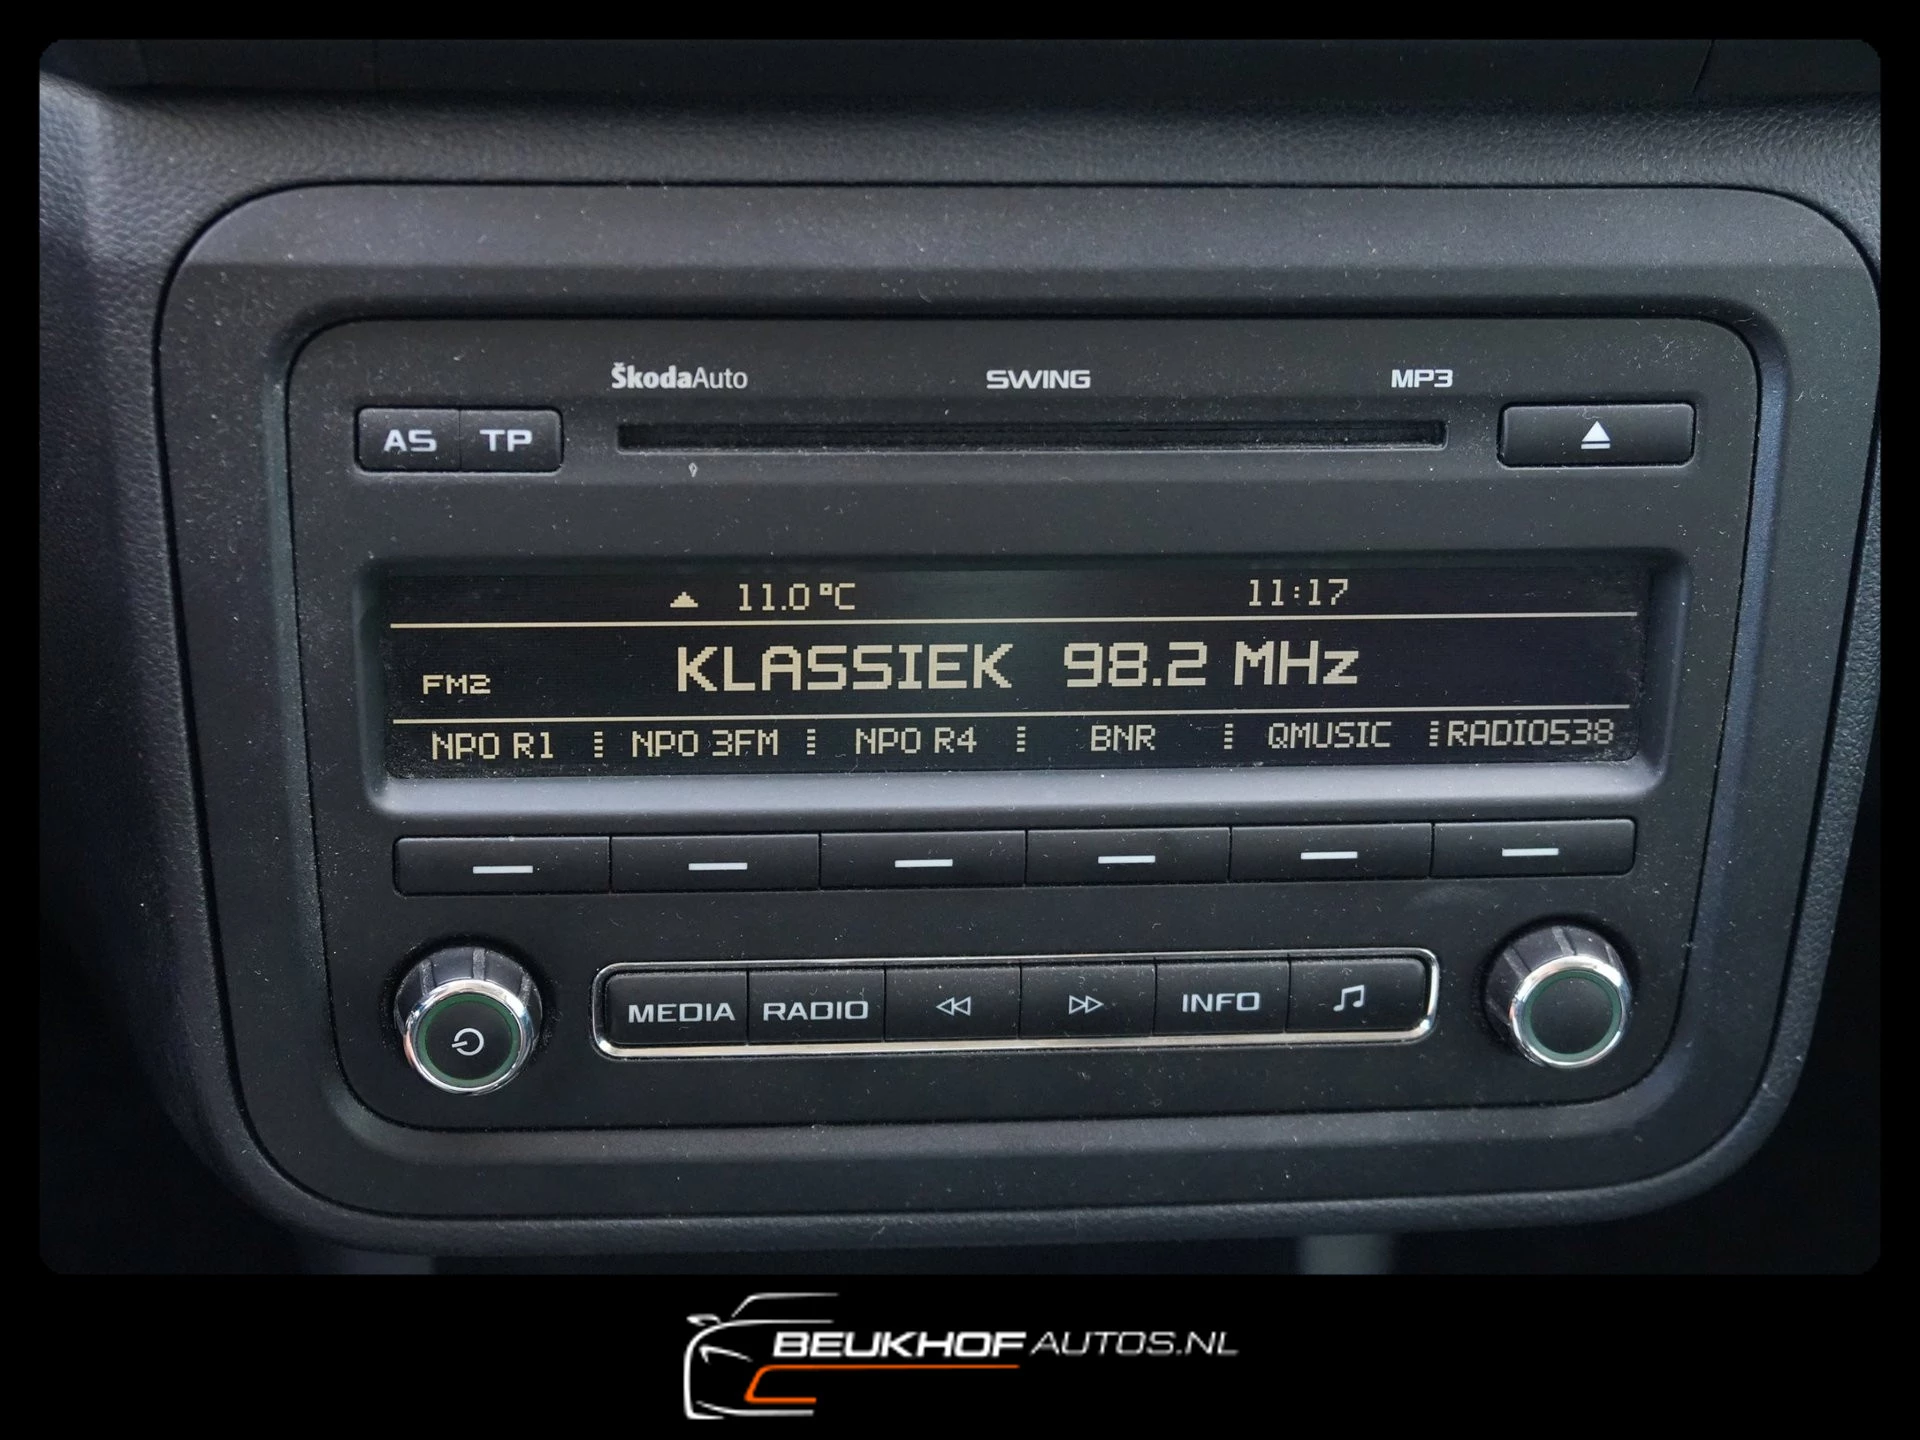 ŠkodaAuto SWING MP3
AS TP
11.0 °C 11:17
FM2 KLASSIEK 98.2 MHz
NPO R1 NPO 3FM NPO R4 BNR QMUSIC RADIO538
MEDIA RADIO INFO
BEUKHOFAUTOS.NL